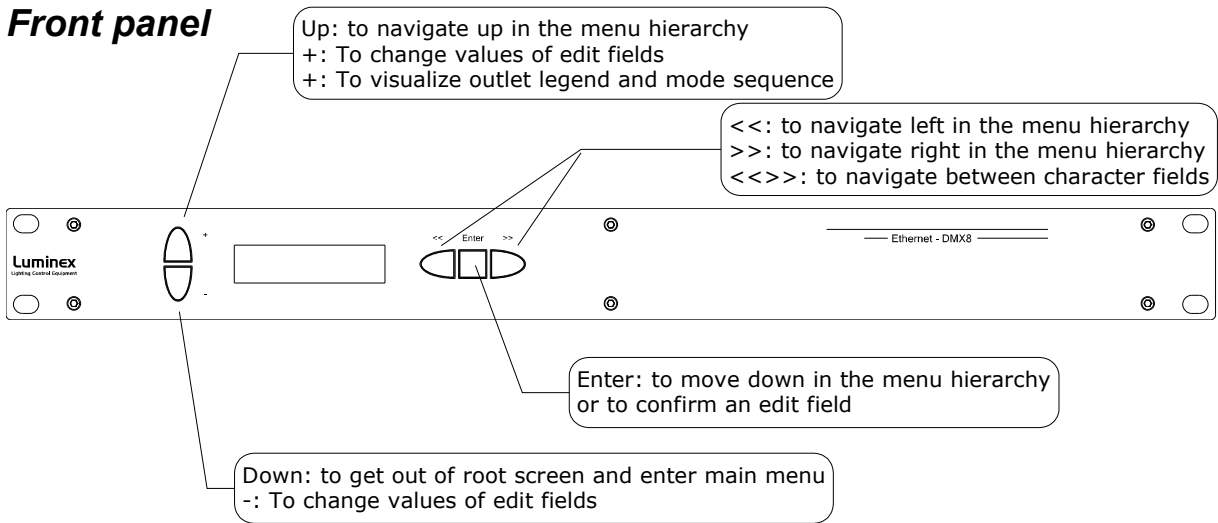 Front panel
Up: to navigate up in the menu hierarchy
+: To change values of edit fields
+: To visualize outlet legend and mode sequence
<<: to navigate left in the menu hierarchy
>>: to navigate right in the menu hierarchy
<<>>: to navigate between character fields
+
<< Enter >>
Ethernet - DMX8
Luminex
Lighting Control Equipment
-
Enter: to move down in the menu hierarchy
or to confirm an edit field
Down: to get out of root screen and enter main menu
-: To change values of edit fields